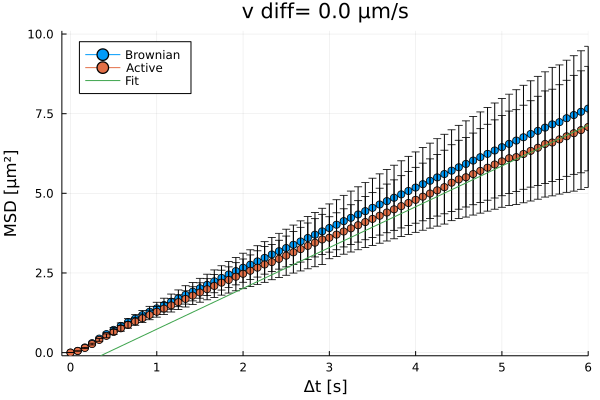 v diff= 0.0 µm/s
Brownian
Active
Fit
MSD [µm²]
10.0
7.5
5.0
2.5
0.0
0 1 2 3 4 5 6
Δt [s]